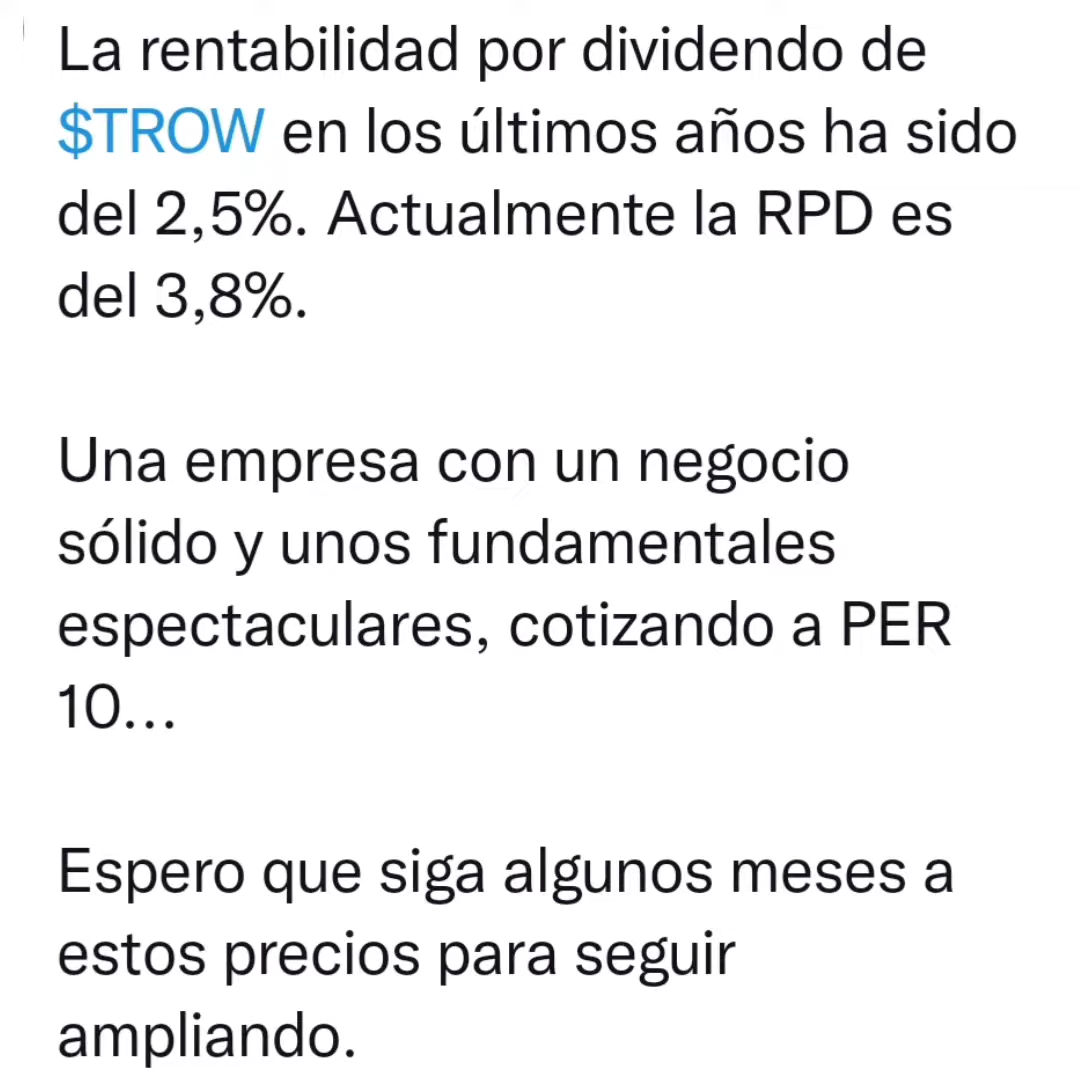 La rentabilidad por dividendo de
$TROW en los últimos años ha sido
del 2,5%. Actualmente la RPD es
del 3,8%.
Una empresa con un negocio
sólido y unos fundamentales
espectaculares, cotizando a PER
10...
Espero que siga algunos meses a
estos precios para seguir
ampliando.